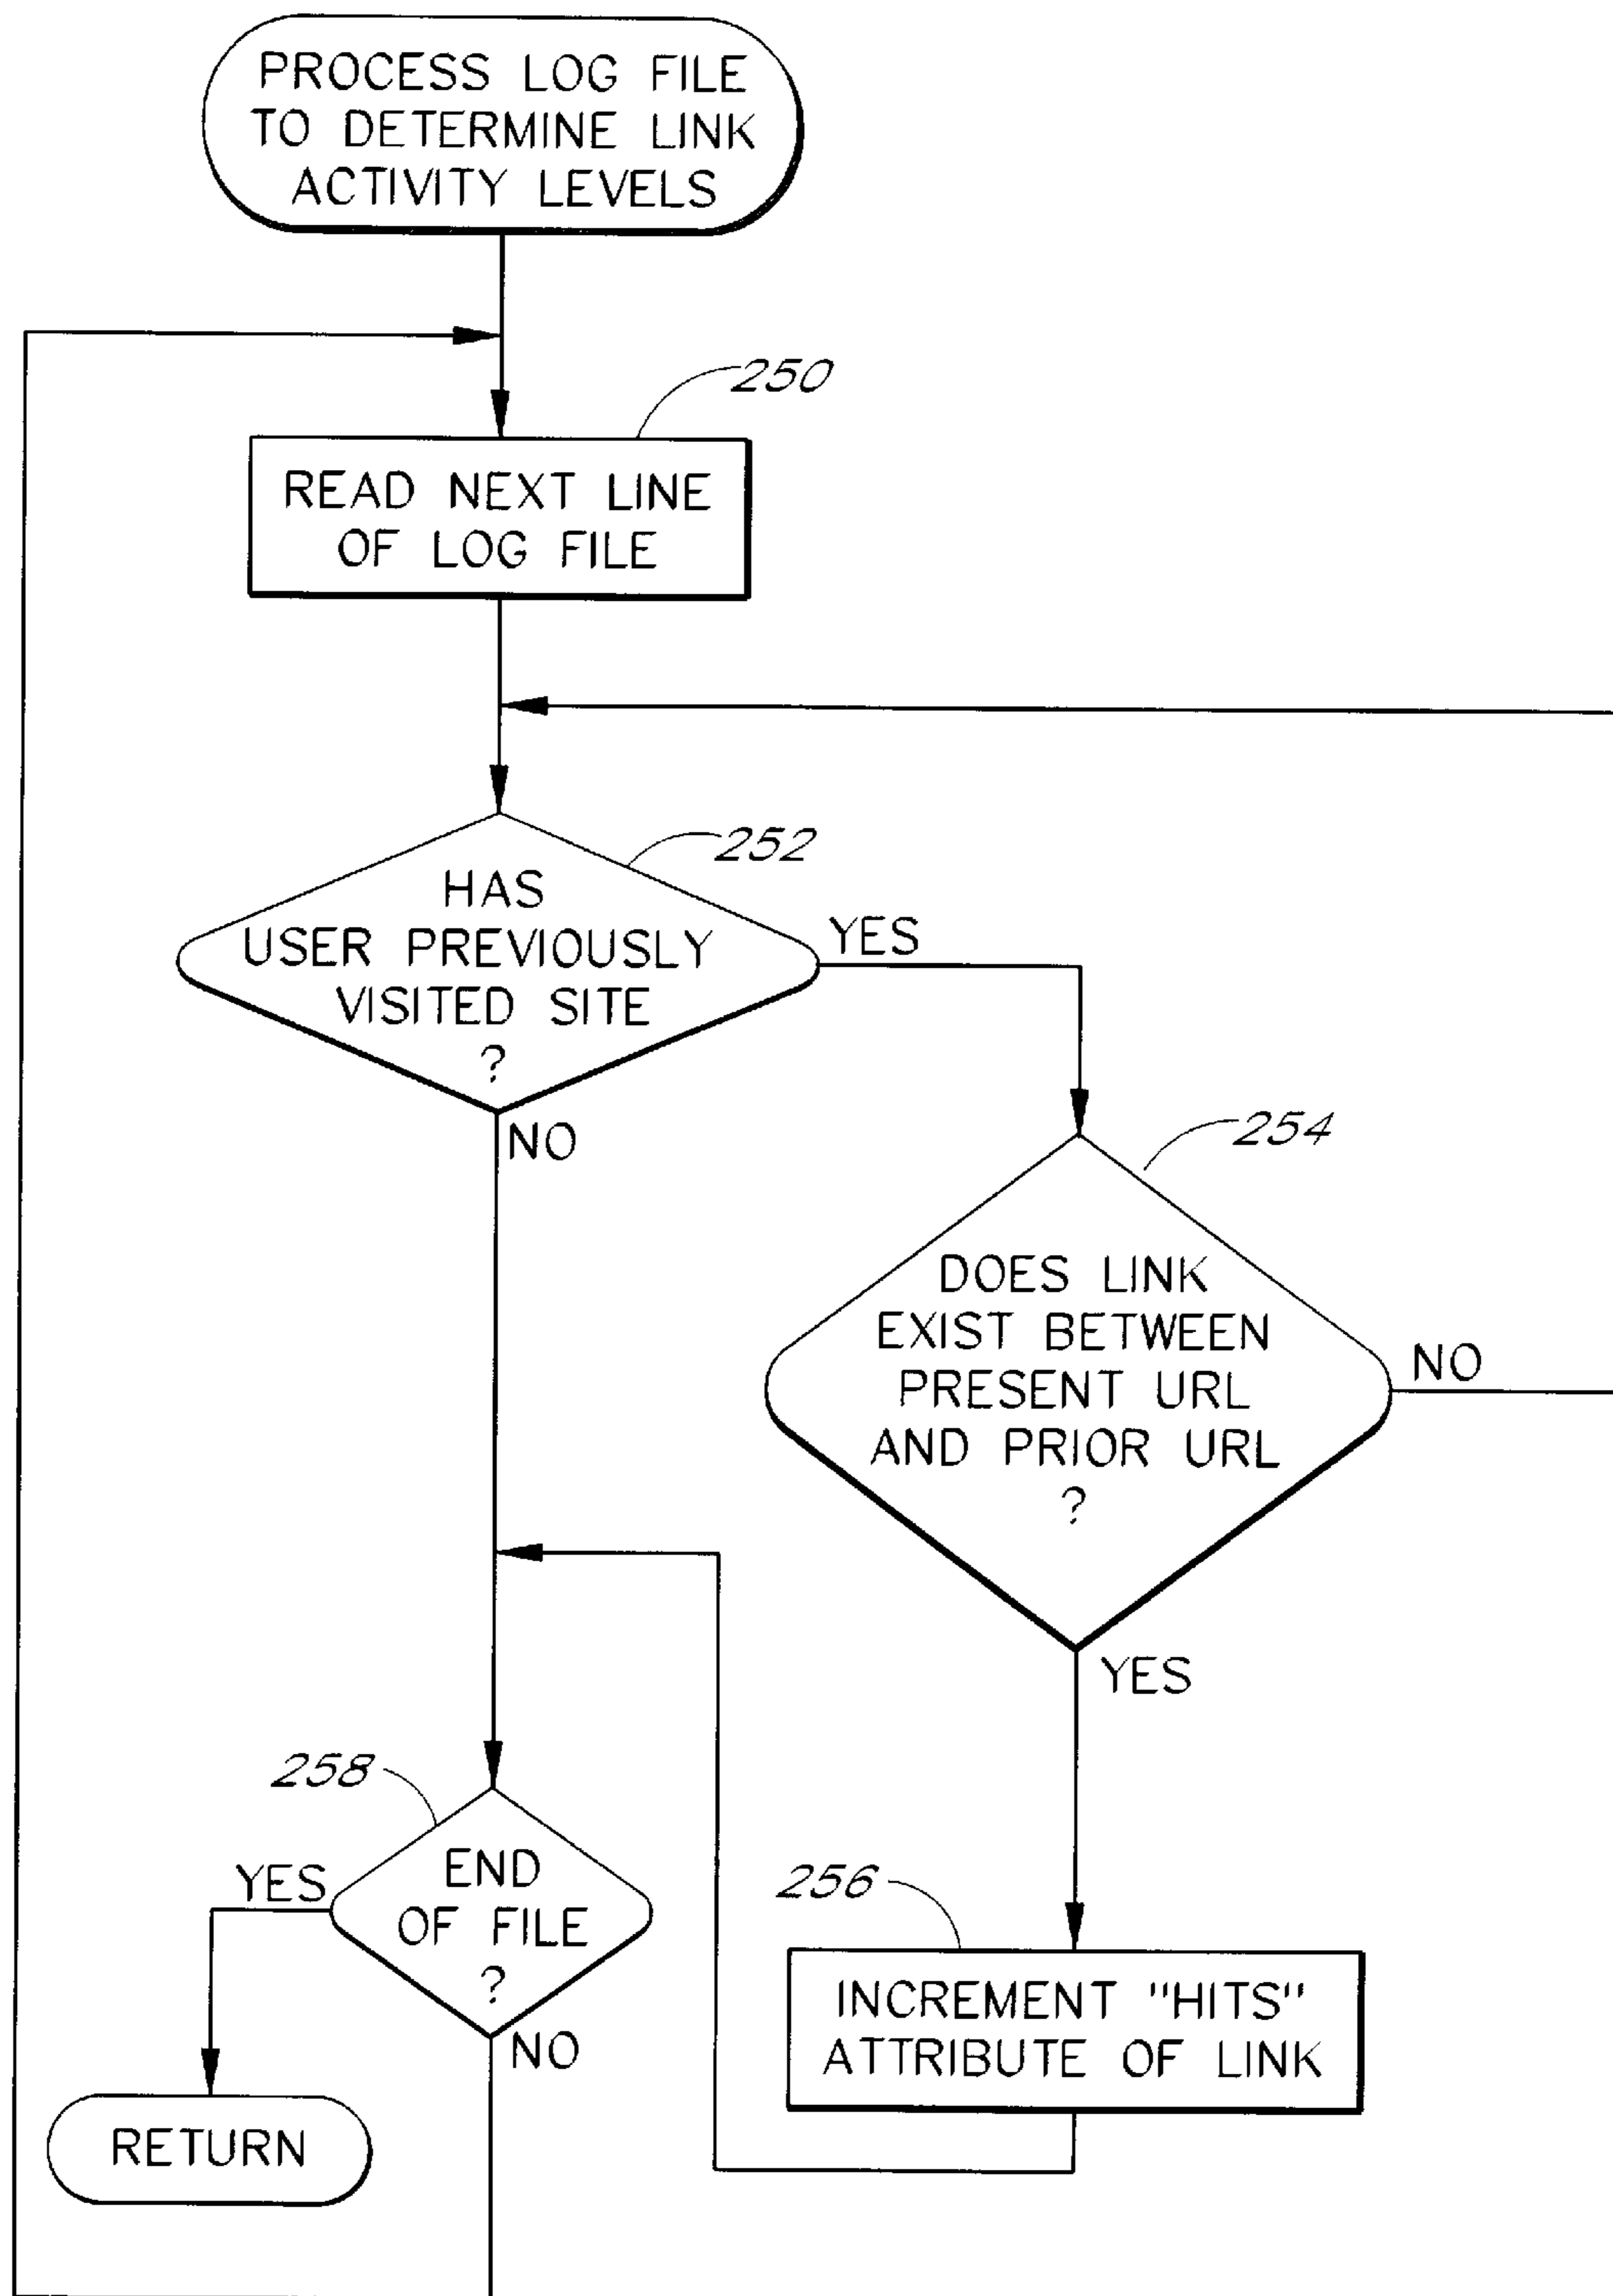 PROCESS LOG FILE
TO DETERMINE LINK
ACTIVITY LEVELS
250
READ NEXT LINE
OF LOG FILE
252
HAS
USER PREVIOUSLY
VISITED SITE
?
YES
NO
254
DOES LINK
EXIST BETWEEN
PRESENT URL
AND PRIOR URL
?
NO
YES
258
END
OF FILE
?
YES
NO
256
INCREMENT "HITS"
ATTRIBUTE OF LINK
RETURN